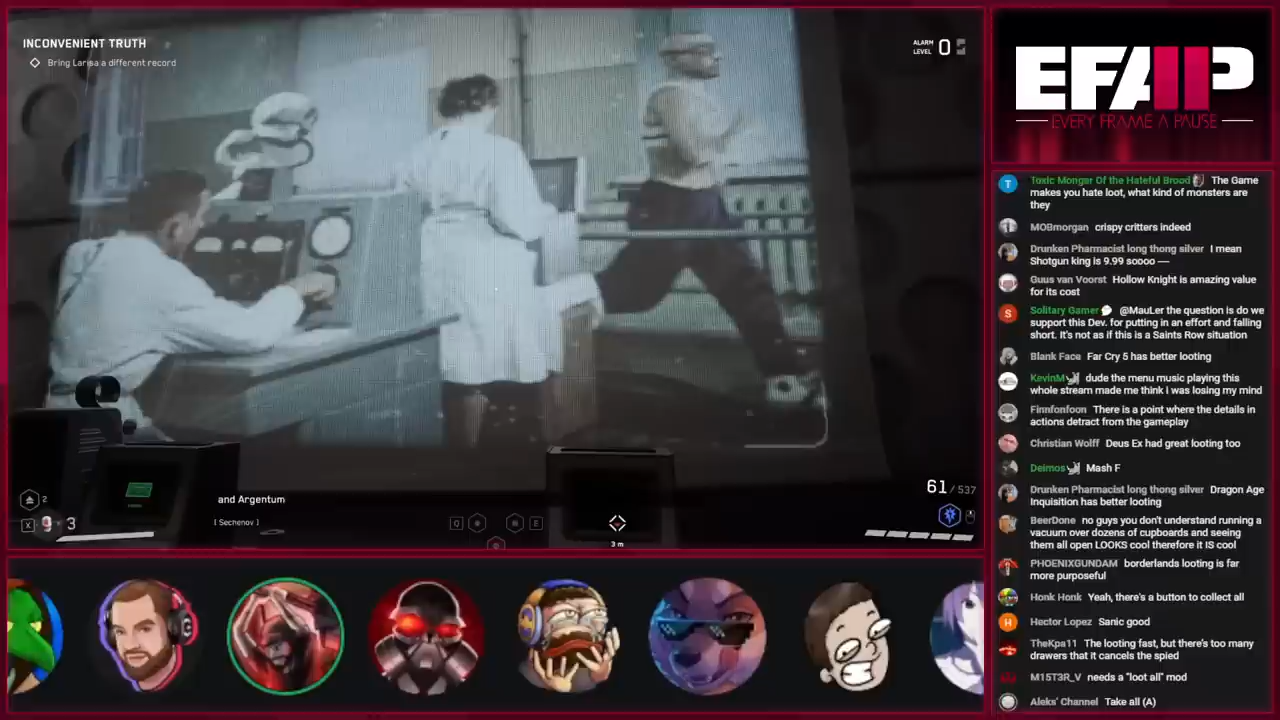 INCONVENIENT TRUTH
Bring Larisa a different record
ALARM
LEVEL 0
EFAP
EVERY FRAME A PAUSE
Toxic Monger Of the Hateful Brood The Game
makes you hate loot, what kind of monsters are
they
MOBmorgan crispy critters indeed
Drunken Pharmacist long thong silver I mean
Shotgun king is 9.99 soooo —
Guus van Voorst Hollow Knight is amazing value
for its cost
S
Solitary Gamer @MauLer the question is do we
support this Dev. for putting in an effort and falling
short. It's not as if this is a Saints Row situation
Blank Face Far Cry 5 has better looting
KevinM dude the menu music playing this
whole stream made me think I was losing my mind
Finnfonfoon There is a point where the details in
actions detract from the gameplay
Christian Wolff Deus Ex had great looting too
Deimos Mash F
Drunken Pharmacist long thong silver Dragon Age
Inquisition has better looting
BeerDone no guys you don't understand running a
vacuum over dozens of cupboards and seeing
them all open LOOKS cool therefore it IS cool
PHOENIXGUNDAM borderlands looting is far
more purposeful
Honk Honk Yeah, there's a button to collect all
H
Hector Lopez Sanic good
TheKpa11 The looting fast, but there's too many
drawers that it cancels the spied
M15T3R_V needs a "loot all" mod
Aleks' Channel Take all (A)
T
and Argentum
[ Sechenov ]
2
X 9 3
Q E
3 m
61 / 537